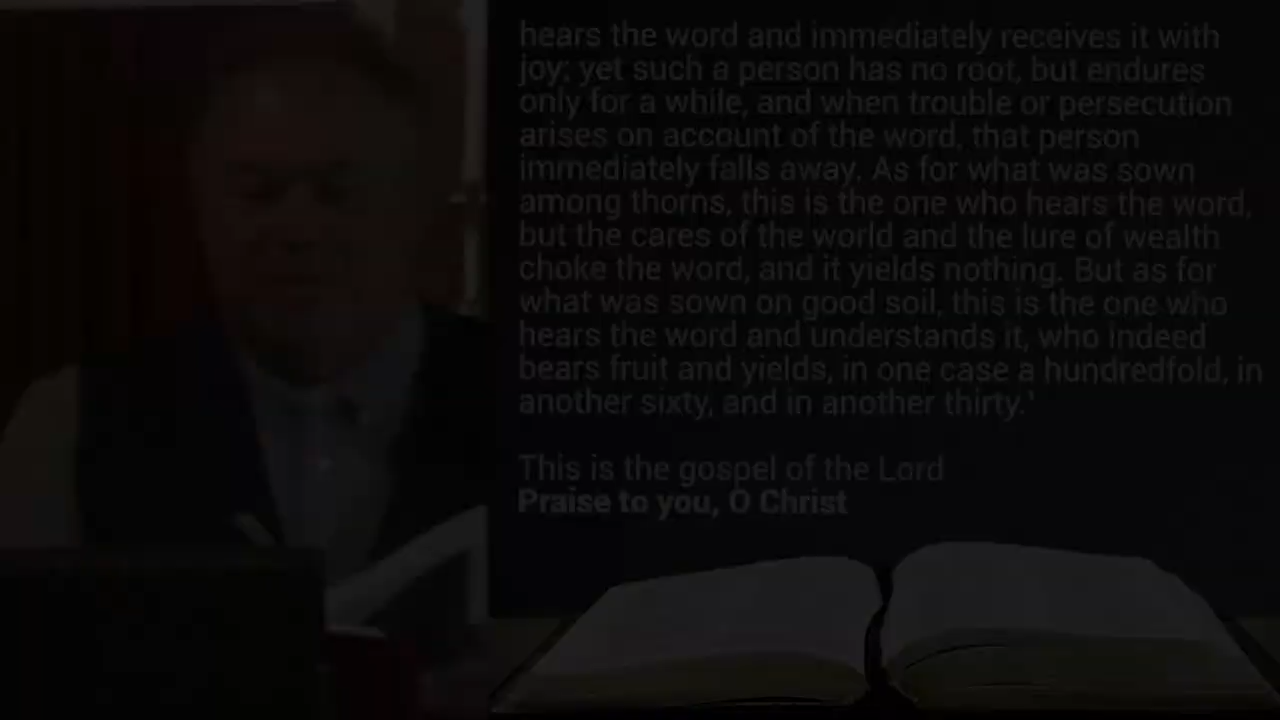 hears the word and immediately receives it with
joy; yet such a person has no root, but endures
only for a while, and when trouble or persecution
arises on account of the word, that person
immediately falls away. As for what was sown
among thorns, this is the one who hears the word,
but the cares of the world and the lure of wealth
choke the word, and it yields nothing. But as for
what was sown on good soil, this is the one who
hears the word and understands it, who indeed
bears fruit and yields, in one case a hundredfold, in
another sixty, and in another thirty.'
This is the gospel of the Lord
Praise to you, O Christ